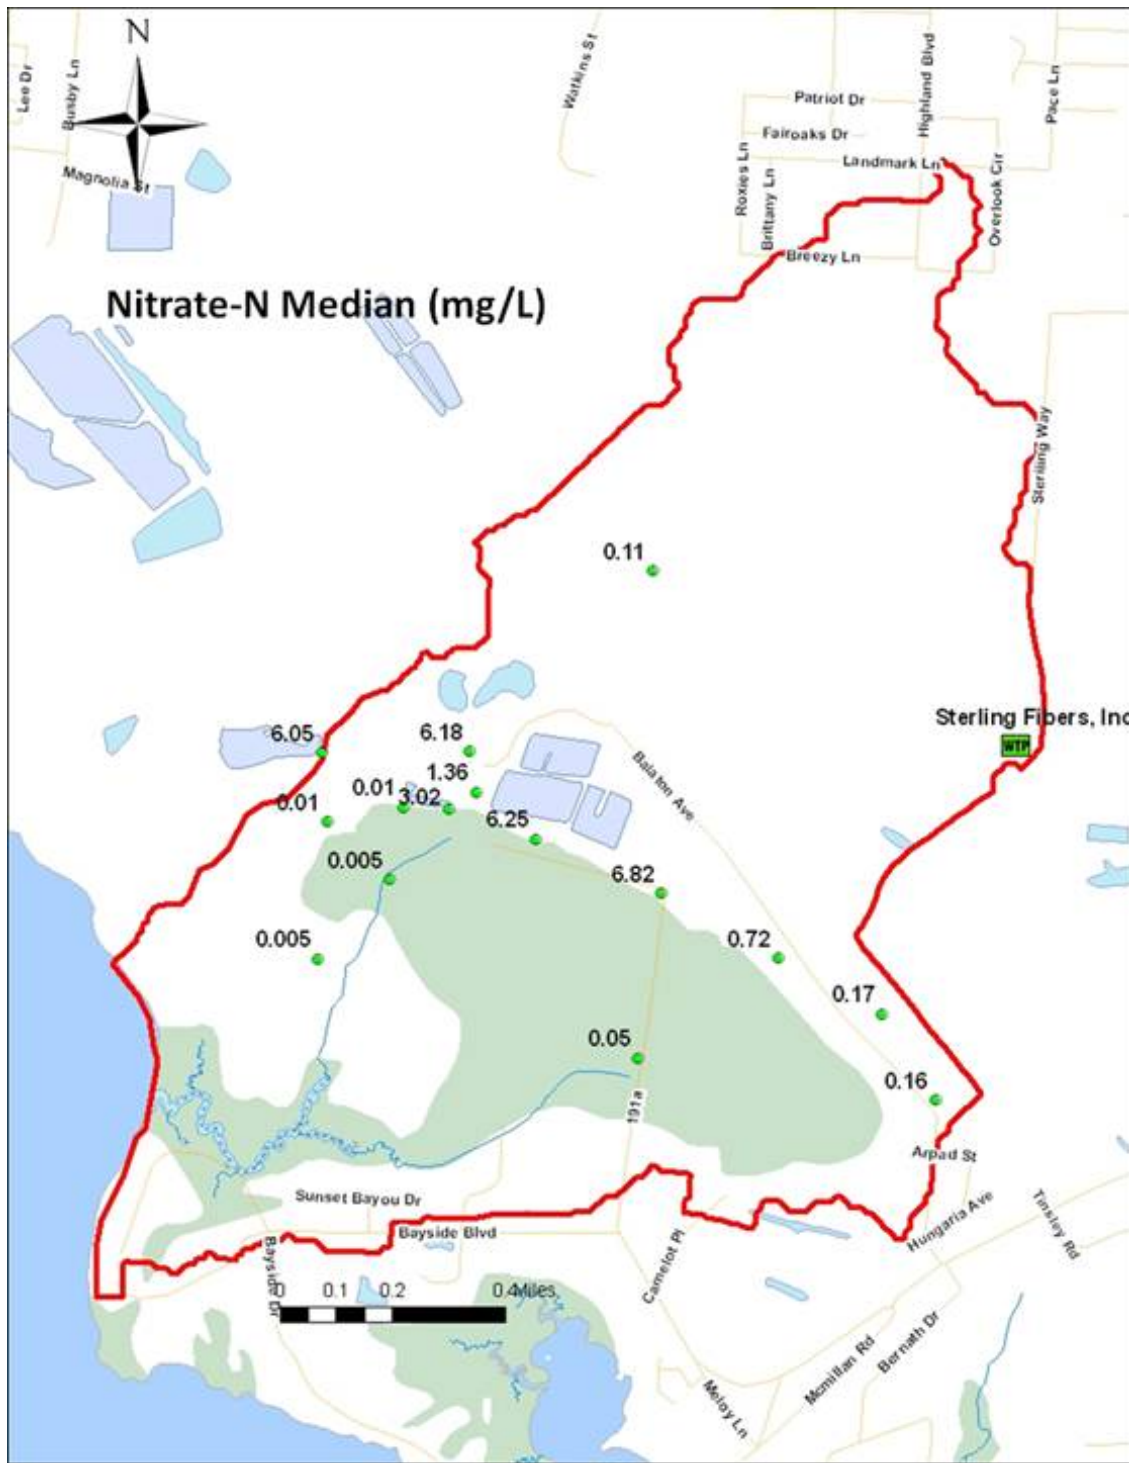 N
Lee Dr
Busby Ln
Magnolia St
Watkins St
Patriot Dr
Highland Blvd
Pace Ln
Fairoaks Dr
Landmark Ln
Roxies Ln
Brittany Ln
Overlook Cir
Breezy Ln
Nitrate-N Median (mg/L)
Sterling Way
0.11
Sterling Fibers, Inc
WTP
6.05
6.18
1.36
0.01
3.02
0.01
6.25
Balaton Ave
0.005
6.82
0.005
0.72
0.17
0.05
0.16
191a
Arpad St
Sunset Bayou Dr
Bayside Blvd
Hungaria Ave
Tinsley Rd
Bayside Dr
Camelot Pl
0 0.1 0.2 0.4 Miles
Mcmillan Rd
Bernath Dr
Meloy Ln